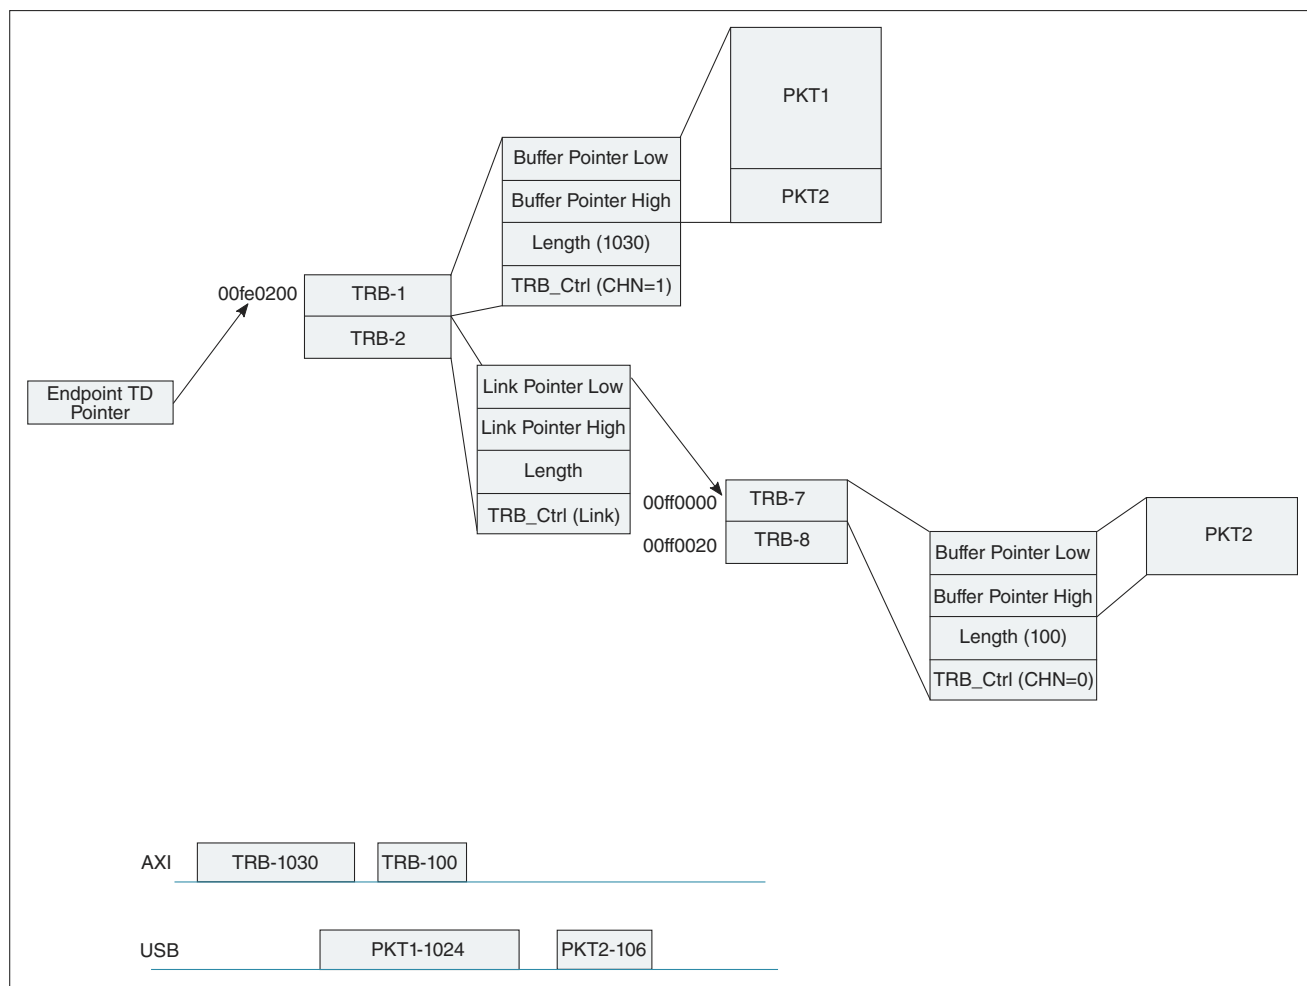 PKT1
PKT2
Buffer Pointer Low
Buffer Pointer High
Length (1030)
TRB_Ctrl (CHN=1)
00fe0200
TRB-1
TRB-2
Endpoint TD
Pointer
Link Pointer Low
Link Pointer High
Length
TRB_Ctrl (Link)
00ff0000
TRB-7
00ff0020
TRB-8
Buffer Pointer Low
Buffer Pointer High
Length (100)
TRB_Ctrl (CHN=0)
PKT2
AXI
TRB-1030
TRB-100
USB
PKT1-1024
PKT2-106